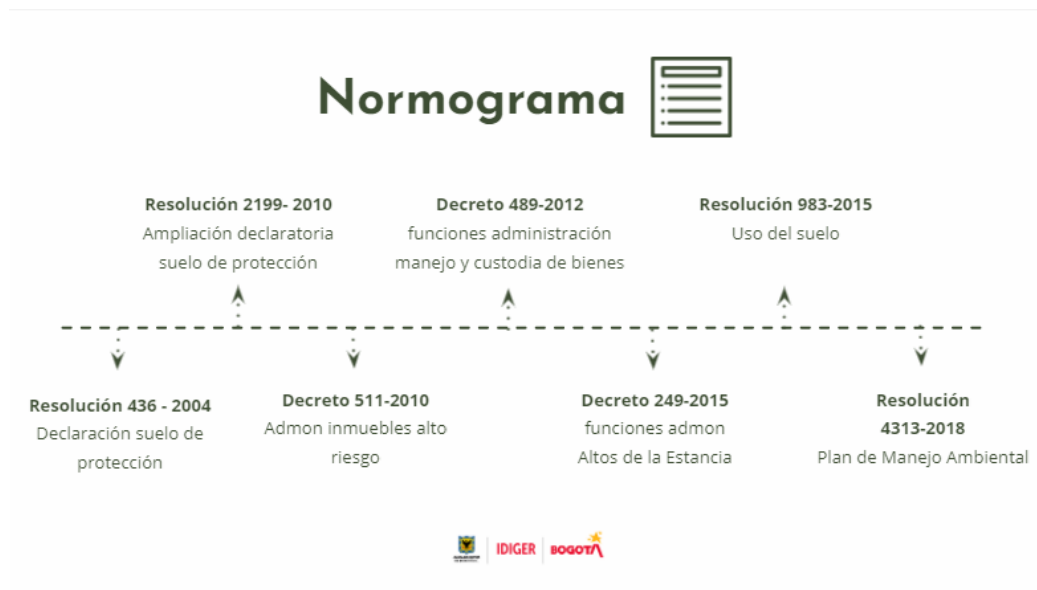 Normograma
Resolución 2199- 2010
Ampliación declaratoria
suelo de protección
Decreto 489-2012
funciones administración
manejo y custodia de bienes
Resolución 983-2015
Uso del suelo
Resolución 436 - 2004
Declaración suelo de
protección
Decreto 511-2010
Admon inmuebles alto
riesgo
Decreto 249-2015
funciones admon
Altos de la Estancia
Resolución
4313-2018
Plan de Manejo Ambiental
IDIGER
BOGOTÁ